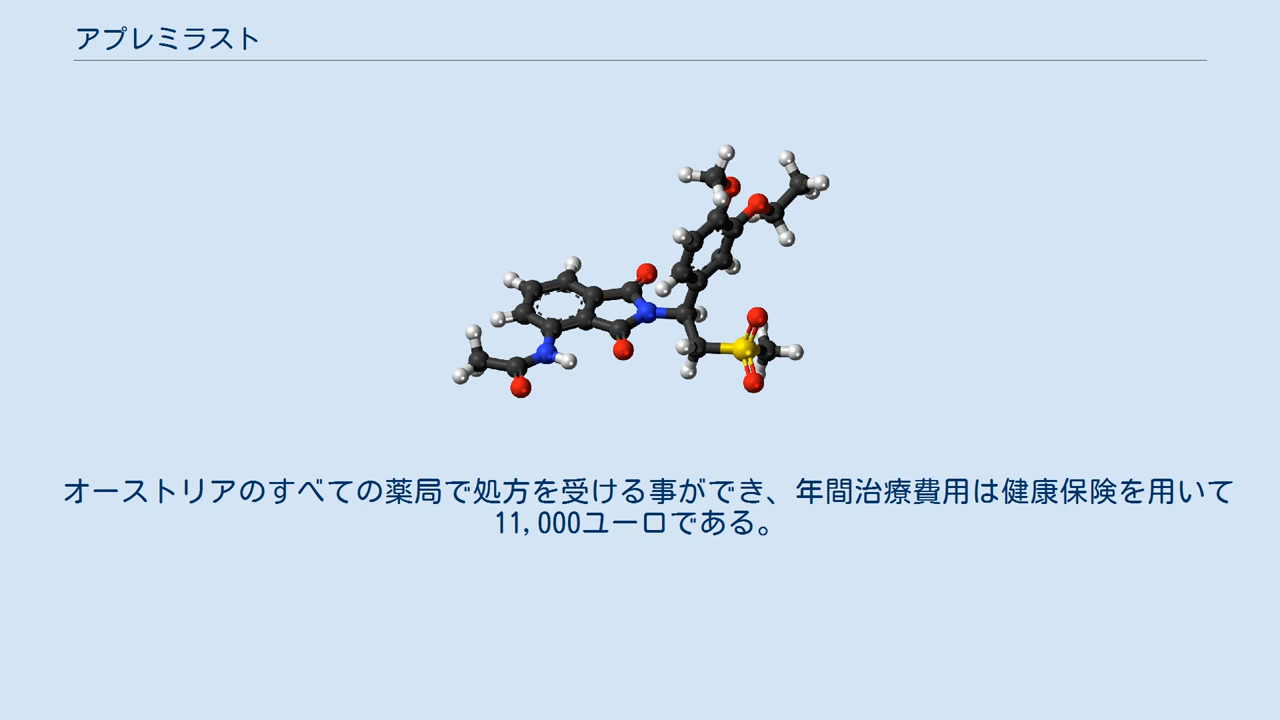 アプレミラスト
オーストリアのすべての薬局で処方を受ける事ができ、年間治療費用は健康保険を用いて
11,000ユーロである。